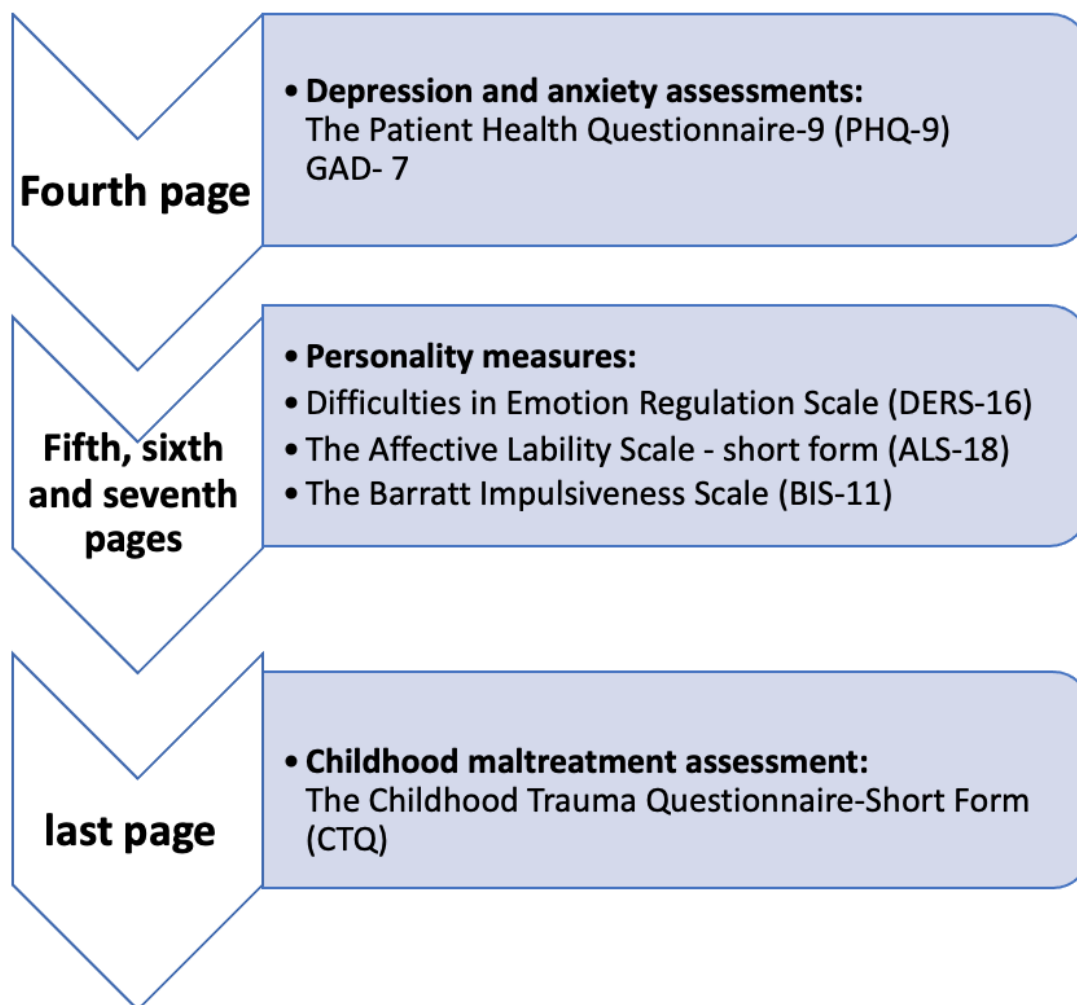 Fourth page
• Depression and anxiety assessments:
The Patient Health Questionnaire-9 (PHQ-9)
GAD- 7
Fifth, sixth
and seventh
pages
• Personality measures:
• Difficulties in Emotion Regulation Scale (DERS-16)
• The Affective Lability Scale - short form (ALS-18)
• The Barratt Impulsiveness Scale (BIS-11)
last page
• Childhood maltreatment assessment:
The Childhood Trauma Questionnaire-Short Form
(CTQ)